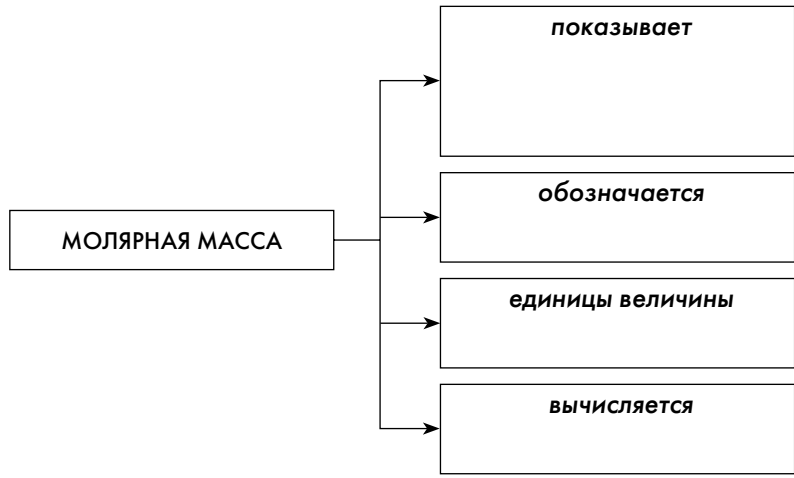 показывает
обозначается
МОЛЯРНАЯ МАССА
единицы величины
вычисляется